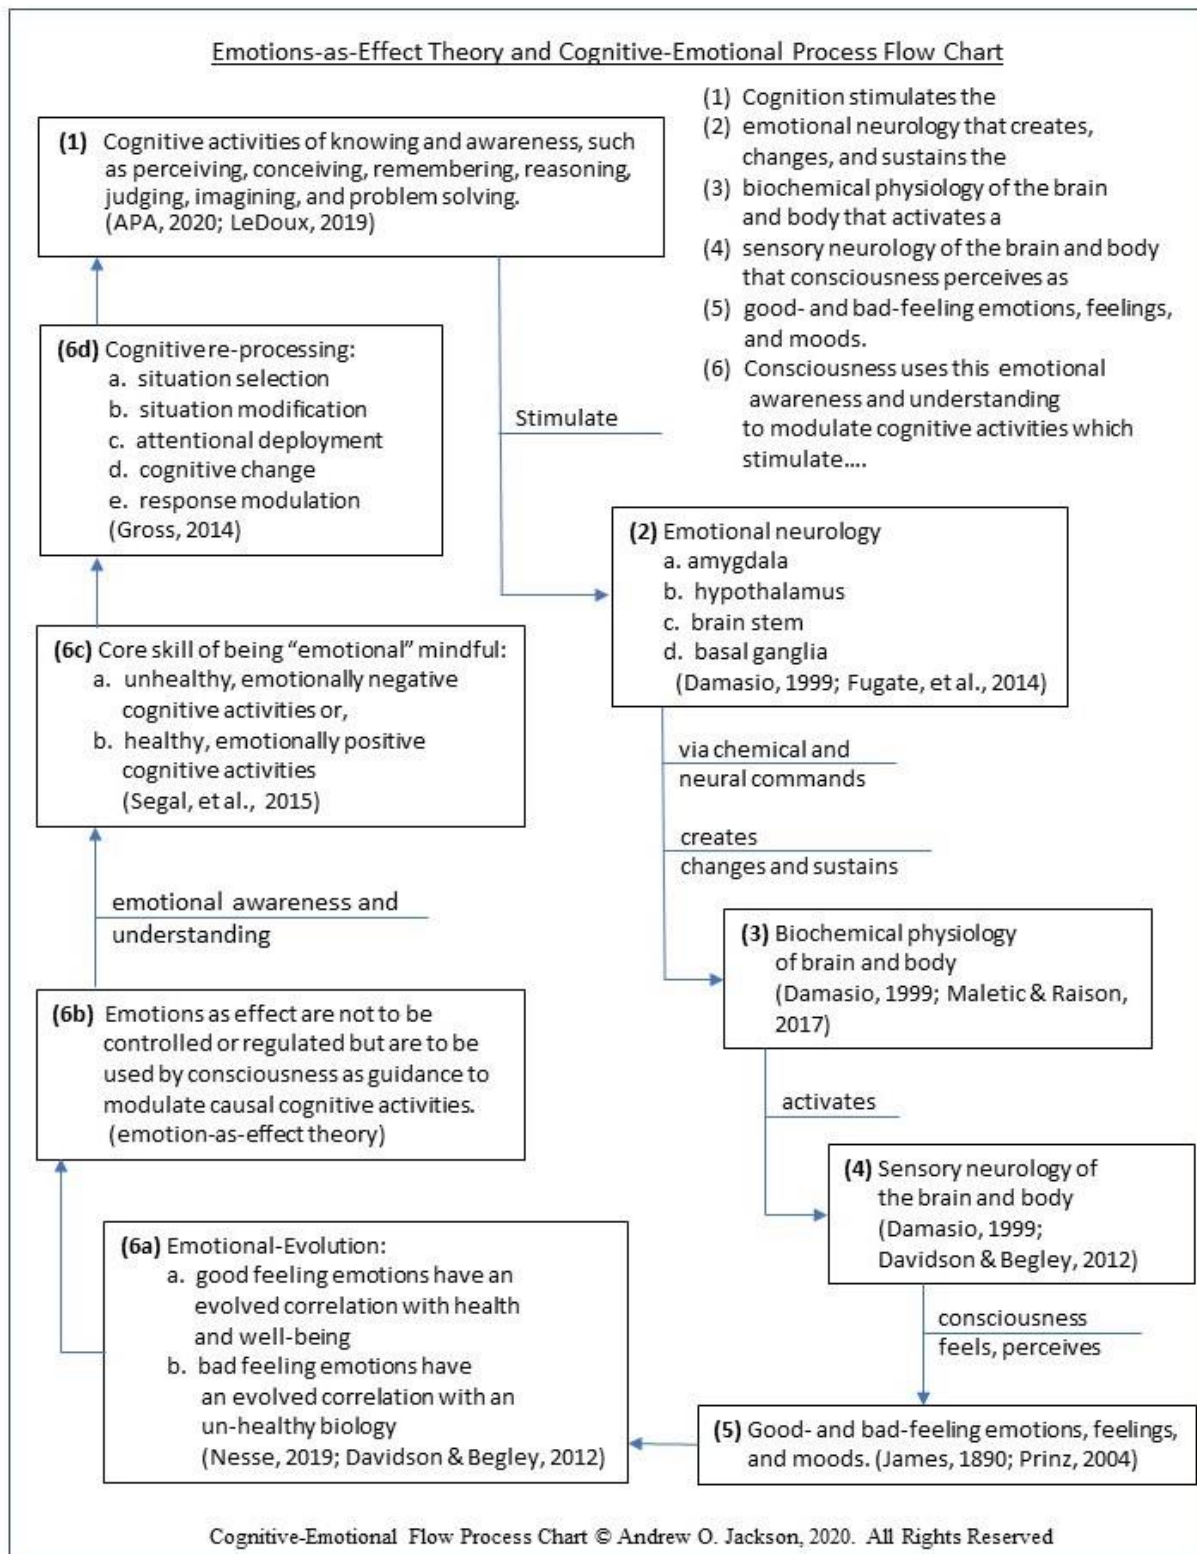 Emotions-as-Effect Theory and Cognitive-Emotional Process Flow Chart
(1) Cognitive activities of knowing and awareness, such
as perceiving, conceiving, remembering, reasoning,
judging, imagining, and problem solving.
(APA, 2020; LeDoux, 2019)
(1) Cognition stimulates the
(2) emotional neurology that creates,
changes, and sustains the
(3) biochemical physiology of the brain
and body that activates a
(4) sensory neurology of the brain and body
that consciousness perceives as
(5) good- and bad-feeling emotions, feelings,
and moods.
(6) Consciousness uses this emotional
awareness and understanding
to modulate cognitive activities which
stimulate....
Stimulate
(2) Emotional neurology
a. amygdala
b. hypothalamus
c. brain stem
d. basal ganglia
(Damasio, 1999; Fugate, et al., 2014)
via chemical and
neural commands
creates
changes and sustains
(3) Biochemical physiology
of brain and body
(Damasio, 1999; Maletic & Raison,
2017)
activates
(4) Sensory neurology of
the brain and body
(Damasio, 1999;
Davidson & Begley, 2012)
consciousness
feels, perceives
(5) Good- and bad-feeling emotions, feelings,
and moods. (James, 1890; Prinz, 2004)
(6a) Emotional-Evolution:
a. good feeling emotions have an
evolved correlation with health
and well-being
b. bad feeling emotions have
an evolved correlation with an
un-healthy biology
(Nesse, 2019; Davidson & Begley, 2012)
(6b) Emotions as effect are not to be
controlled or regulated but are to be
used by consciousness as guidance to
modulate causal cognitive activities.
(emotion-as-effect theory)
emotional awareness and
understanding
(6c) Core skill of being “emotional” mindful:
a. unhealthy, emotionally negative
cognitive activities or,
b. healthy, emotionally positive
cognitive activities
(Segal, et al., 2015)
(6d) Cognitive re-processing:
a. situation selection
b. situation modification
c. attentional deployment
d. cognitive change
e. response modulation
(Gross, 2014)
Cognitive-Emotional Flow Process Chart © Andrew O. Jackson, 2020. All Rights Reserved